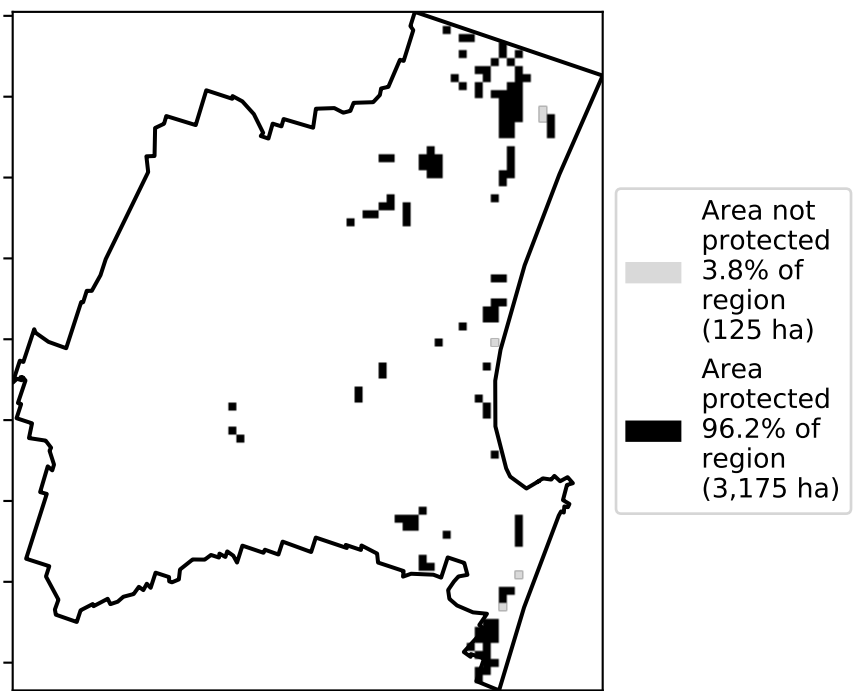 Area not
protected
3.8% of
region
(125 ha)
Area
protected
96.2% of
region
(3,175 ha)